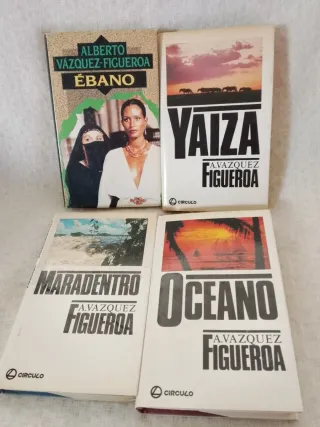 ALBERTO
VÁZQUEZ-FIGUEROA
ÉBANO
YAIZA
A.VAZQUEZ
FIGUEROA
CIRCULO
MARADENTRO
A.VAZQUEZ
FIGUEROA
CIRCULO
OCEANO
A.VAZQUEZ
FIGUEROA
CIRCULO